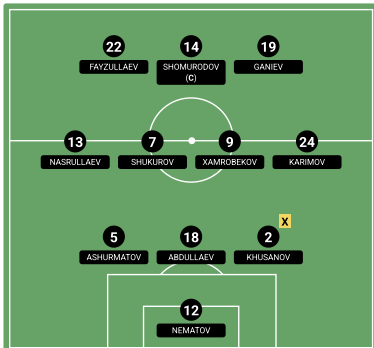 22 14 19
FAYZULLAEV SHOMURODOV GANIEV
(C)
13 7 9 24
NASRULLAEV SHUKUROV XAMROBEKOV KARIMOV
X
5 18 2
ASHURMATOV ABDULLAEV KHUSANOV
12
NEMATOV